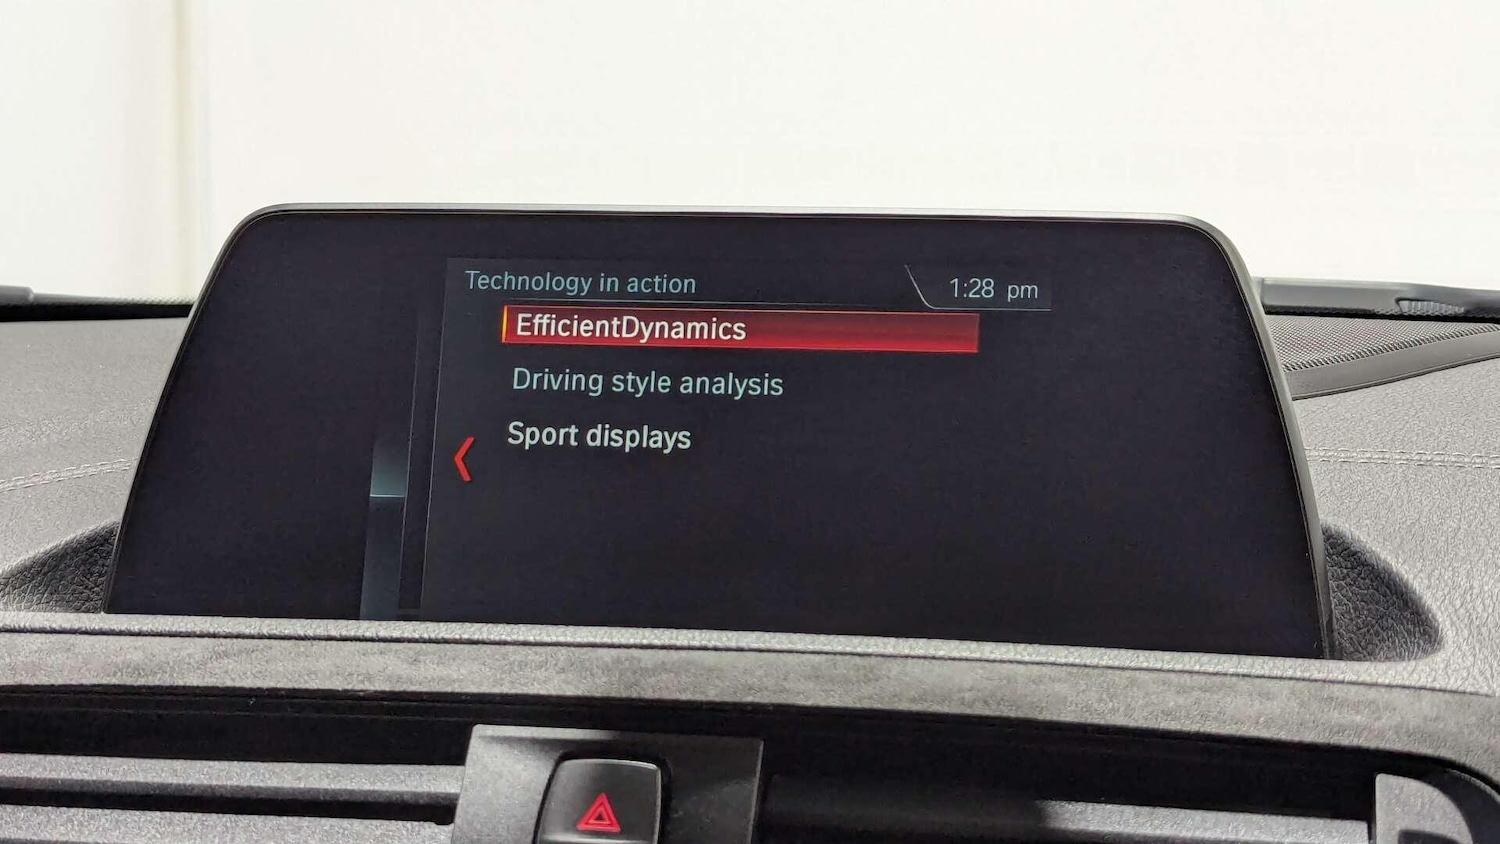 Technology in action
1:28 pm
EfficientDynamics
Driving style analysis
Sport displays